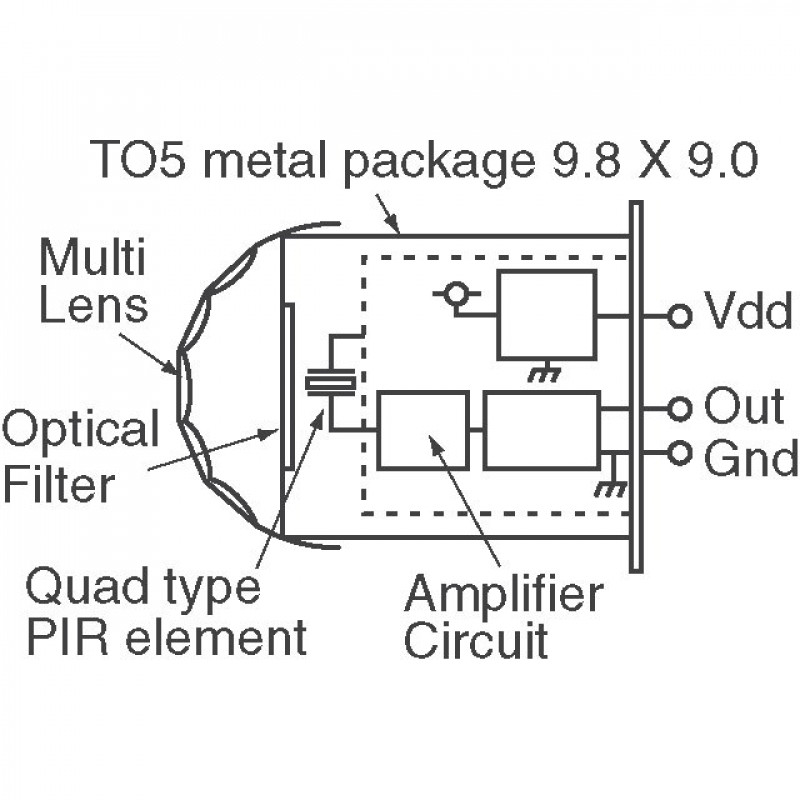 TO5 metal package 9.8 X 9.0
Multi
Lens
Vdd
Optical
Filter
Out
Gnd
Quad type
PIR element
Amplifier
Circuit